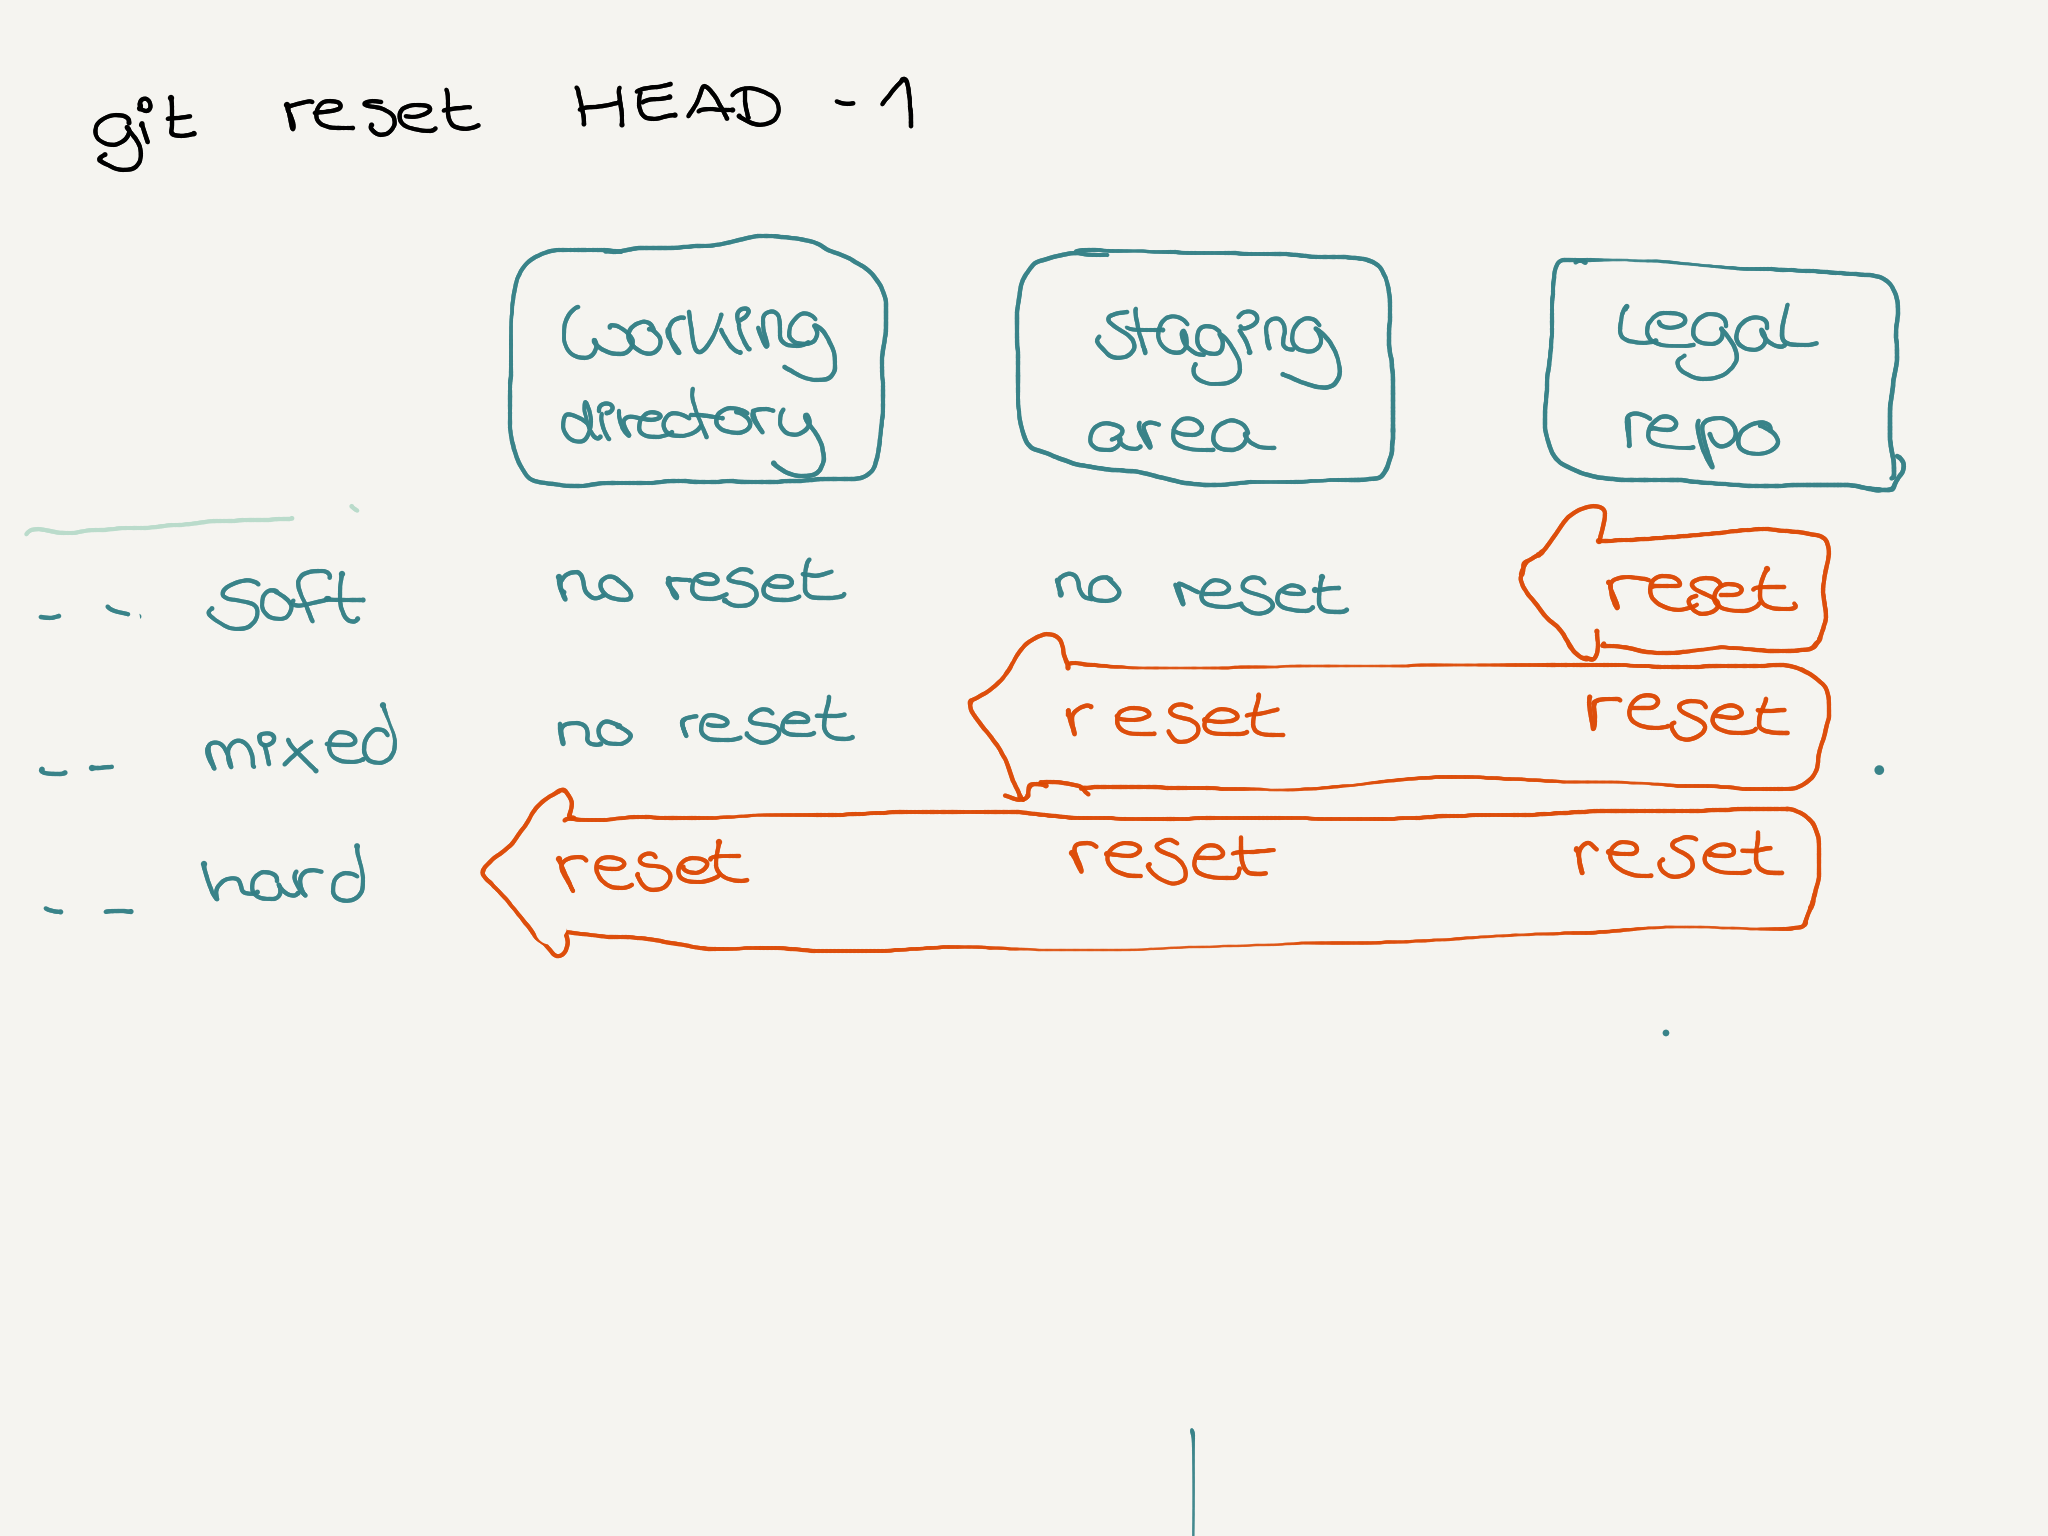 git reset HEAD -1
working directory
staging area
Legal repo
-- soft no reset no reset reset
-- mixed no reset reset reset
-- hard reset reset reset